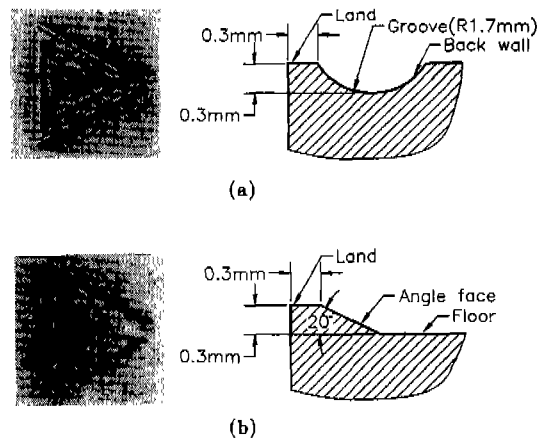 Land
0.3mm
Groove(R1.7mm)
Back wall
0.3mm
(a)
Land
0.3mm
Angle face
20°
Floor
0.3mm
(b)